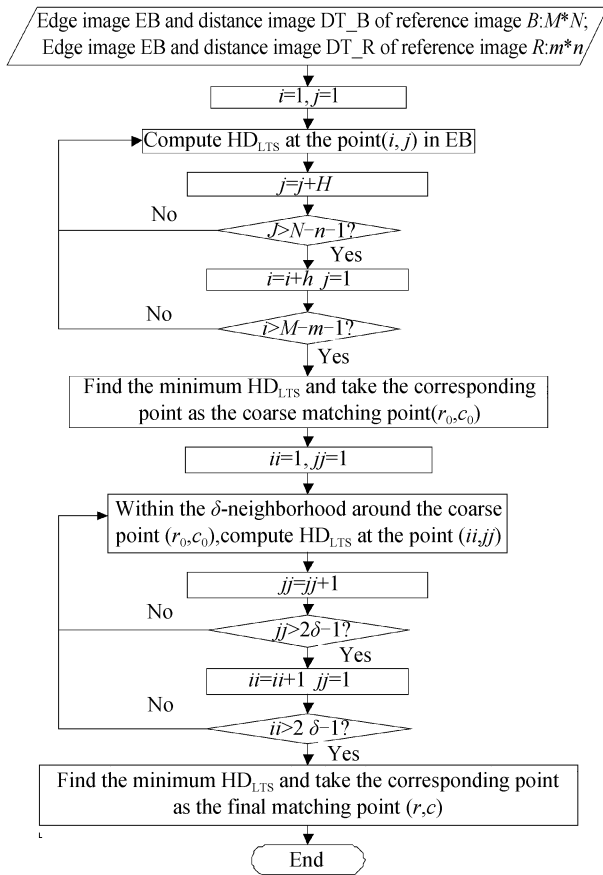 Edge image EB and distance image DT_B of reference image B:M*N;
Edge image EB and distance image DT_R of reference image R:m*n
i=1, j=1
Compute HD_LTS at the point(i, j) in EB
j=j+H
No
J>N−n−1?
Yes
i=i+h j=1
No
i>M−m−1?
Yes
Find the minimum HD_LTS and take the corresponding
point as the coarse matching point(r₀,c₀)
ii=1, jj=1
Within the δ-neighborhood around the coarse
point (r₀,c₀),compute HD_LTS at the point (ii,jj)
jj=jj+1
No
jj>2δ−1?
Yes
ii=ii+1 jj=1
No
ii>2 δ−1?
Yes
Find the minimum HD_LTS and take the corresponding point
as the final matching point (r,c)
End